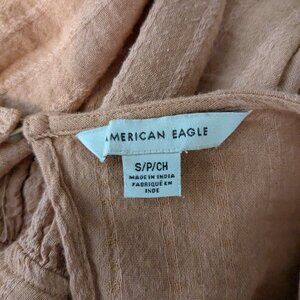 AMERICAN EAGLE
S/P/CH
MADE IN INDIA
FABRIQUÉ EN
INDE